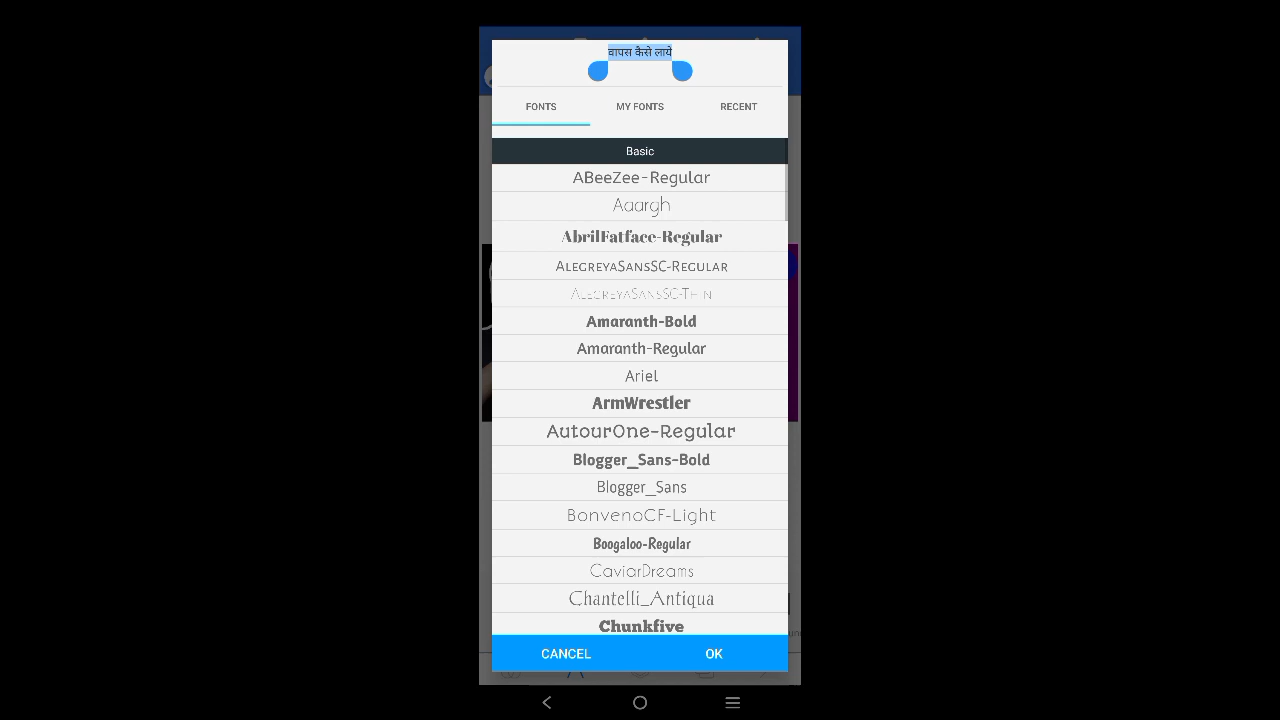 वापस कैसे लाये
FONTS
MY FONTS
RECENT
Basic
ABeeZee-Regular
Aaargh
AbrilFatface-Regular
AlegreyaSansSC-Regular
AlegreyaSansSC-Thin
Amaranth-Bold
Amaranth-Regular
Ariel
ArmWrestler
AutourOne-Regular
Blogger_Sans-Bold
Blogger_Sans
BonvenoCF-Light
Boogaloo-Regular
CaviarDreams
Chantelli_Antiqua
Chunkfive
CANCEL
OK